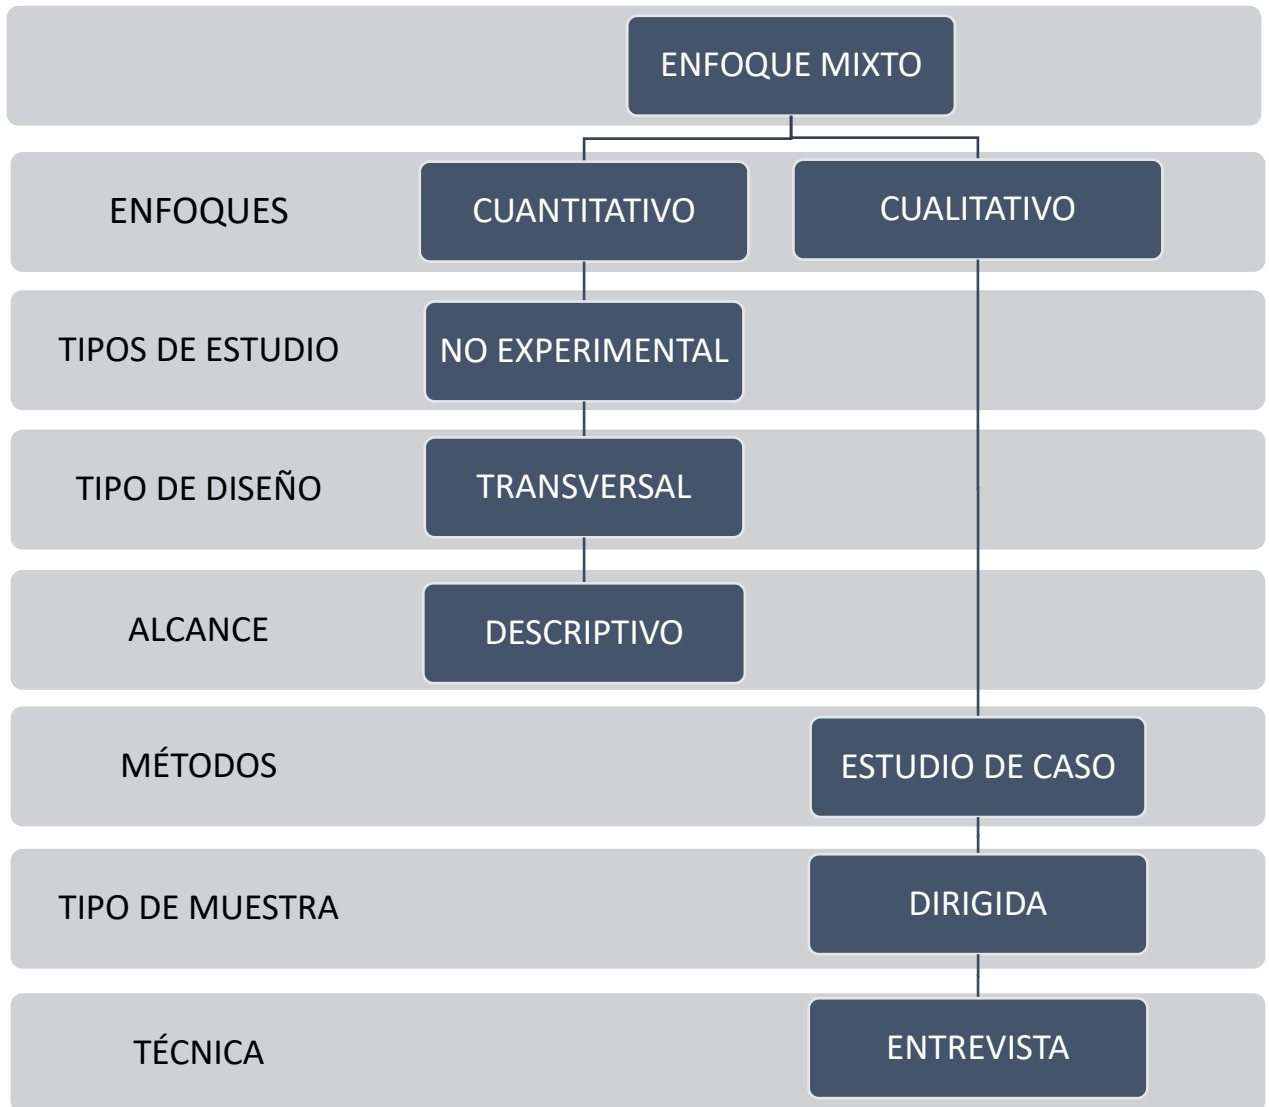 ENFOQUE MIXTO
ENFOQUES
CUANTITATIVO
CUALITATIVO
TIPOS DE ESTUDIO
NO EXPERIMENTAL
TIPO DE DISEÑO
TRANSVERSAL
ALCANCE
DESCRIPTIVO
MÉTODOS
ESTUDIO DE CASO
TIPO DE MUESTRA
DIRIGIDA
TÉCNICA
ENTREVISTA